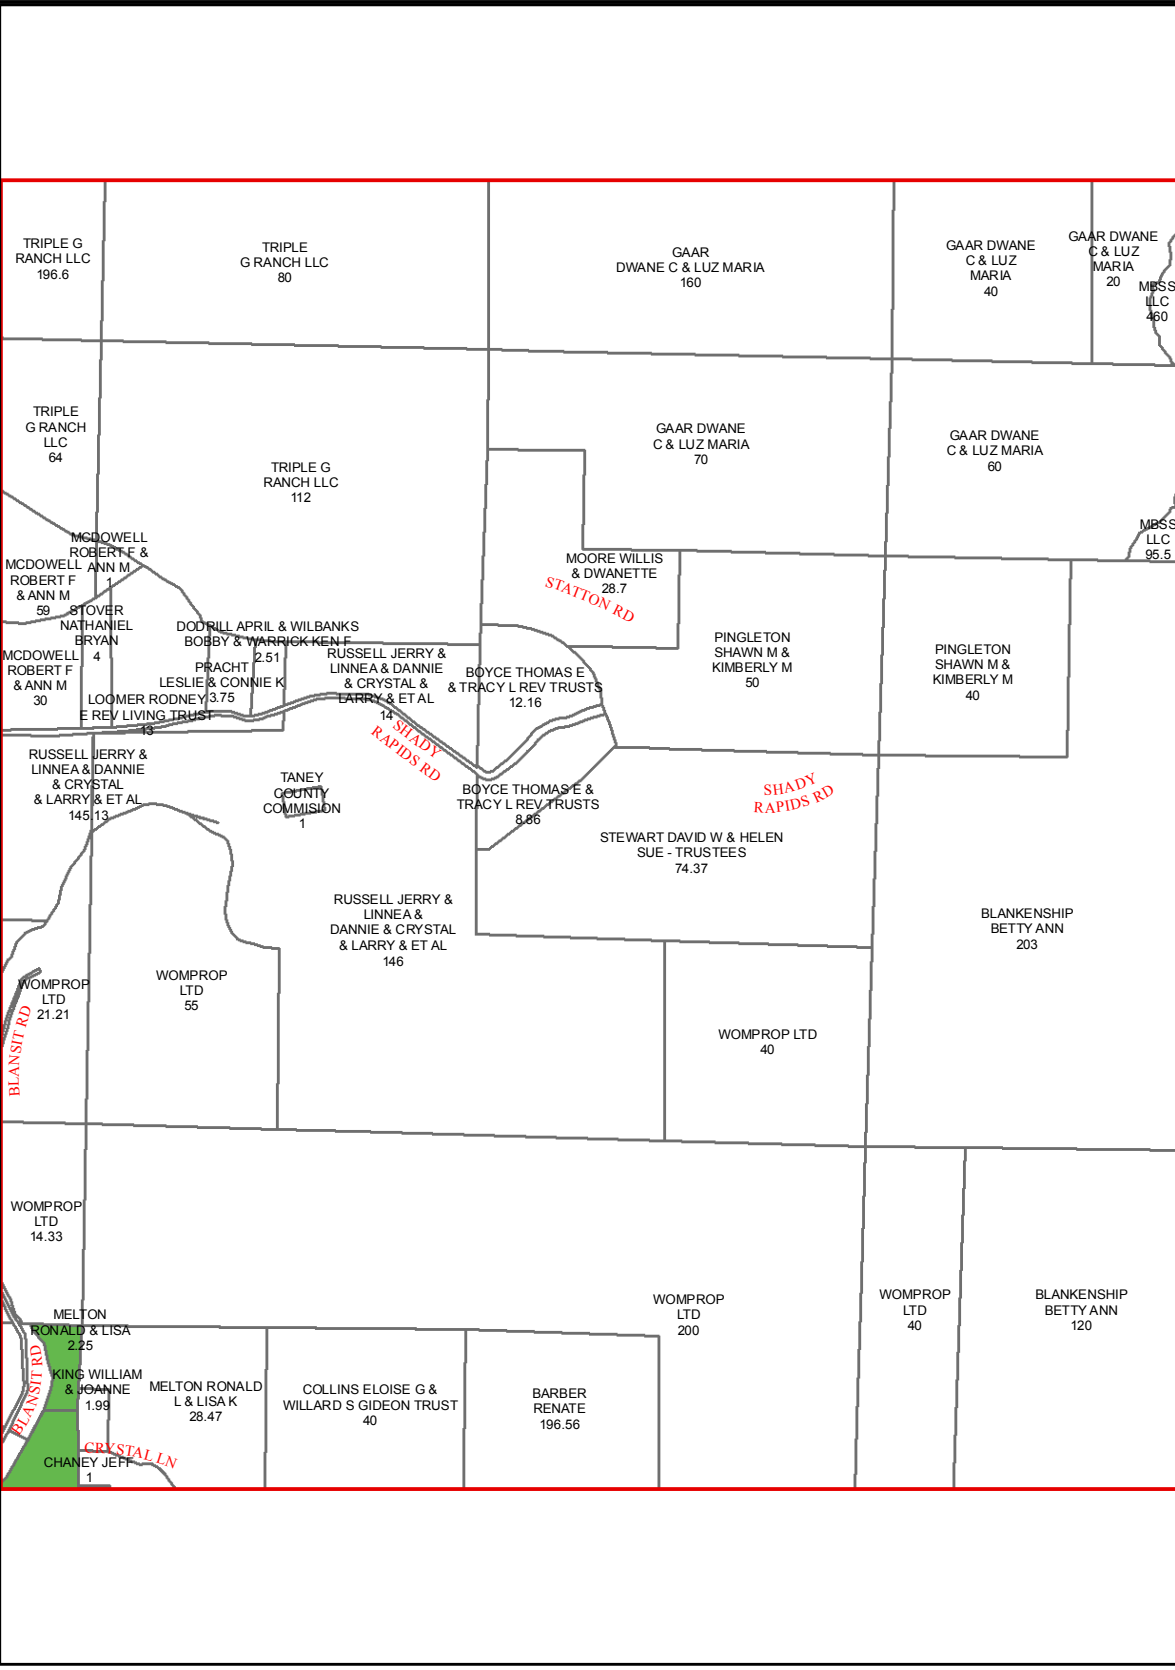 TRIPLE G
RANCH LLC
196.6
TRIPLE
G RANCH LLC
80
GAAR
DWANE C & LUZ MARIA
160
GAAR DWANE
C & LUZ
MARIA
40
GAAR DWANE
C & LUZ
MARIA
20
MBSS
LLC
460
TRIPLE
G RANCH
LLC
64
TRIPLE G
RANCH LLC
112
GAAR DWANE
C & LUZ MARIA
70
GAAR DWANE
C & LUZ MARIA
60
MBSS
LLC
95.5
MCDOWELL
ROBERT F &
ANN M
1
MCDOWELL
ROBERT F
& ANN M
59
STOVER
NATHANIEL
BRYAN
4
MCDOWELL
ROBERT F
& ANN M
30
MOORE WILLIS
& DWANETTE
28.7
STATTON RD
DODRILL APRIL & WILBANKS
BOBBY & WARRICK KEN F
2.51
PRACHT
LESLIE & CONNIE K
3.75
LOOMER RODNEY
E REV LIVING TRUST
13
RUSSELL JERRY &
LINNEA & DANNIE
& CRYSTAL &
LARRY & ET AL
14
BOYCE THOMAS E
& TRACY L REV TRUSTS
12.16
PINGLETON
SHAWN M &
KIMBERLY M
50
PINGLETON
SHAWN M &
KIMBERLY M
40
SHADY
RAPIDS RD
RUSSELL JERRY &
LINNEA & DANNIE
& CRYSTAL
& LARRY & ET AL
145.13
TANEY
COUNTY
COMMISION
1
BOYCE THOMAS E &
TRACY L REV TRUSTS
8.86
SHADY
RAPIDS RD
STEWART DAVID W & HELEN
SUE - TRUSTEES
74.37
RUSSELL JERRY &
LINNEA &
DANNIE & CRYSTAL
& LARRY & ET AL
146
BLANKENSHIP
BETTY ANN
203
WOMPROP
LTD
21.21
WOMPROP
LTD
55
BLANSIT RD
WOMPROP LTD
40
WOMPROP
LTD
14.33
WOMPROP
LTD
200
WOMPROP
LTD
40
BLANKENSHIP
BETTY ANN
120
MELTON
RONALD & LISA
2.25
BLANSIT RD
KING WILLIAM
& JOANNE
1.99
MELTON RONALD
L & LISA K
28.47
COLLINS ELOISE G &
WILLARD S GIDEON TRUST
40
BARBER
RENATE
196.56
CRYSTAL LN
CHANEY JEFF
1